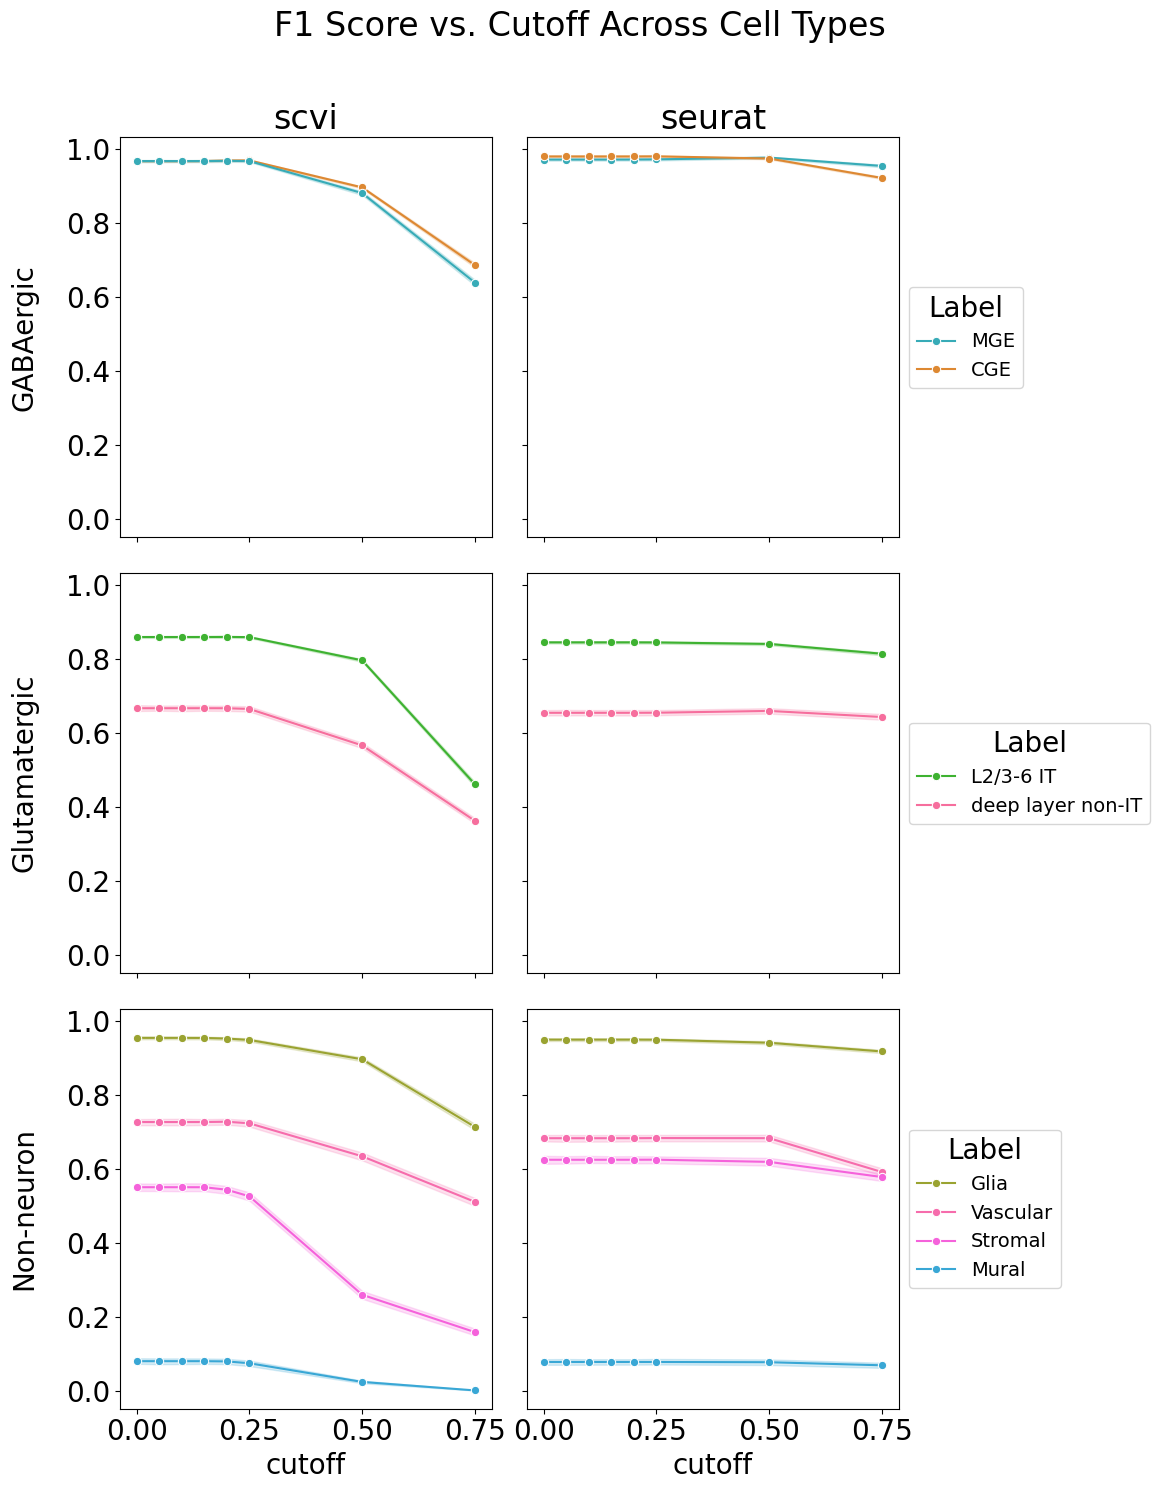 F1 Score vs. Cutoff Across Cell Types
scvi
seurat
GABAergic
1.0
0.8
0.6
0.4
0.2
0.0
Label
MGE
CGE
Glutamatergic
1.0
0.8
0.6
0.4
0.2
0.0
Label
L2/3-6 IT
deep layer non-IT
Non-neuron
1.0
0.8
0.6
0.4
0.2
0.0
Label
Glia
Vascular
Stromal
Mural
0.00 0.25 0.50 0.75
0.00 0.25 0.50 0.75
cutoff
cutoff